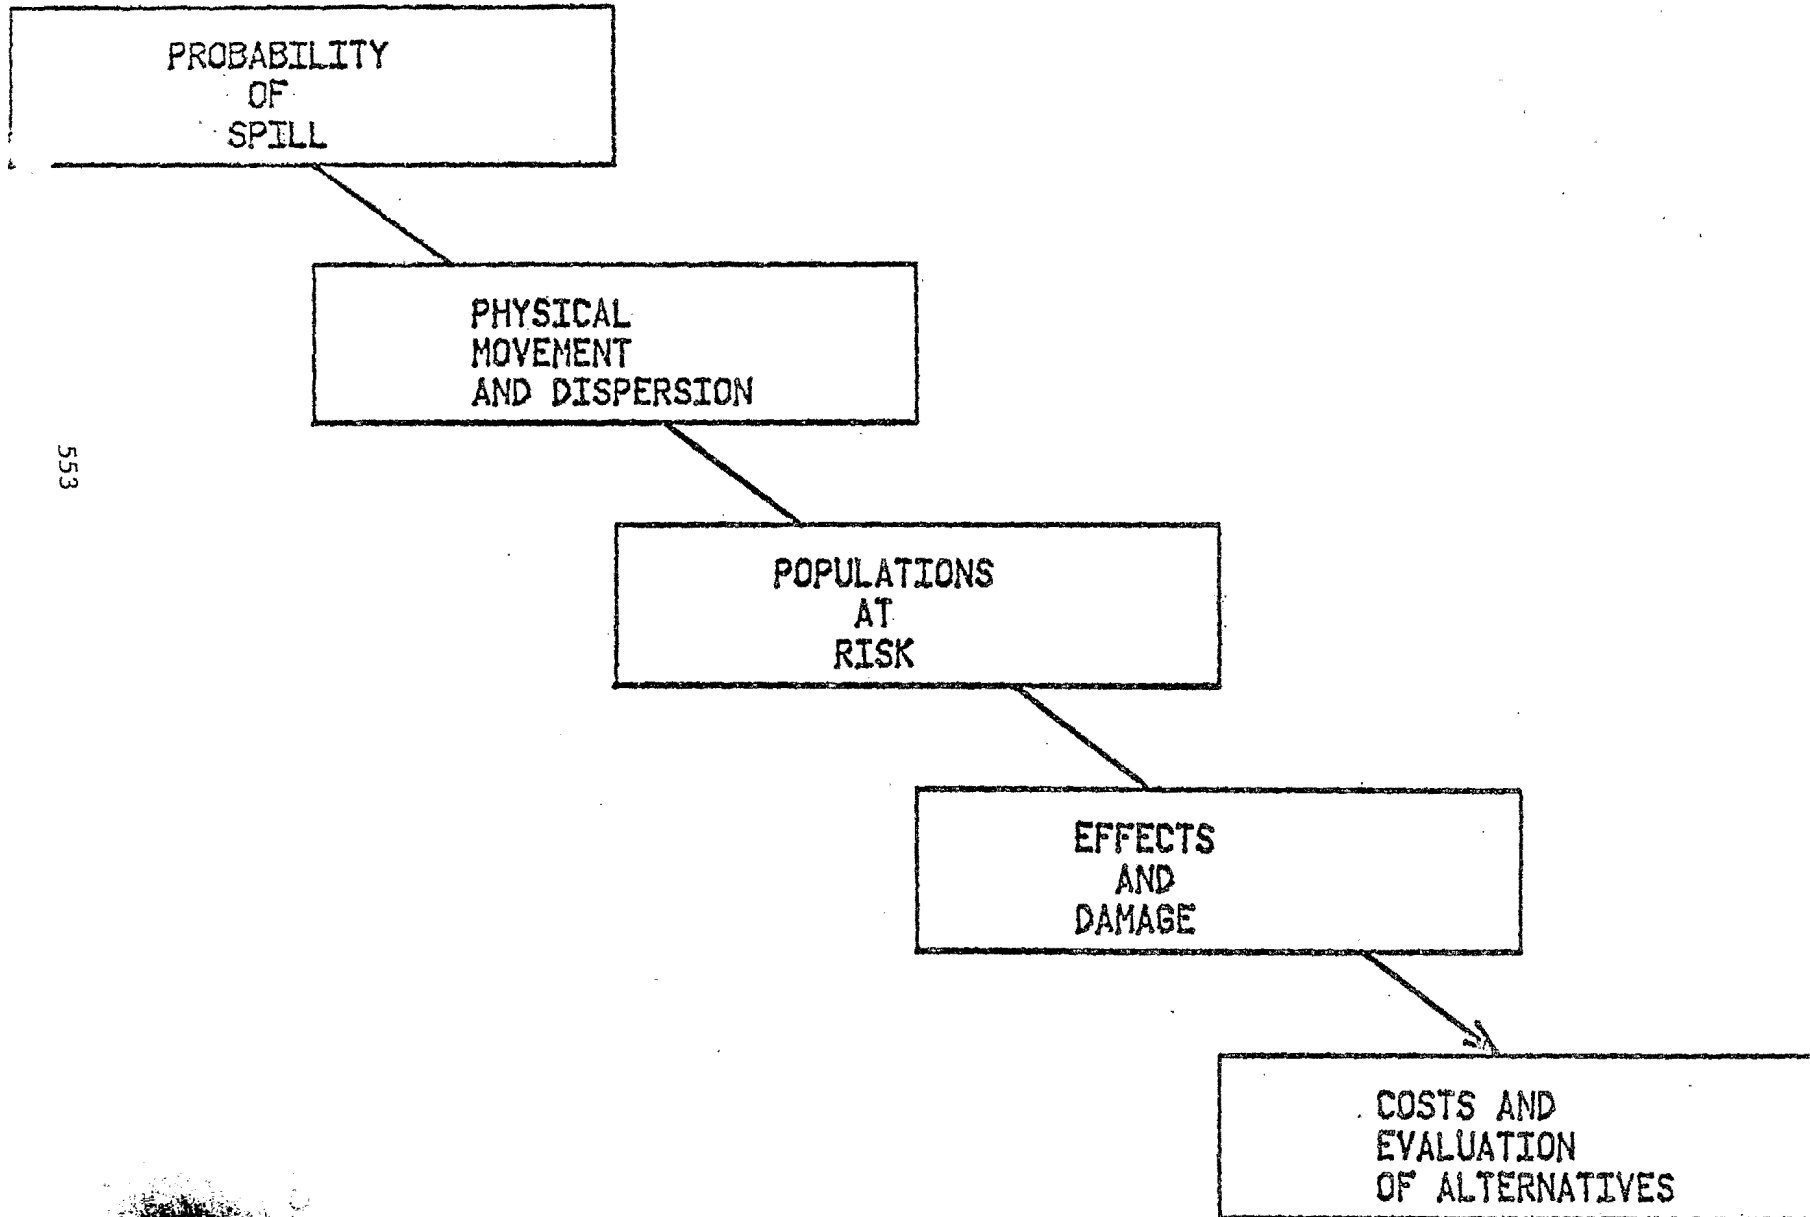 PROBABILITY
OF
SPILL
PHYSICAL
MOVEMENT
AND DISPERSION
553
POPULATIONS
AT
RISK
EFFECTS
AND
DAMAGE
COSTS AND
EVALUATION
OF ALTERNATIVES